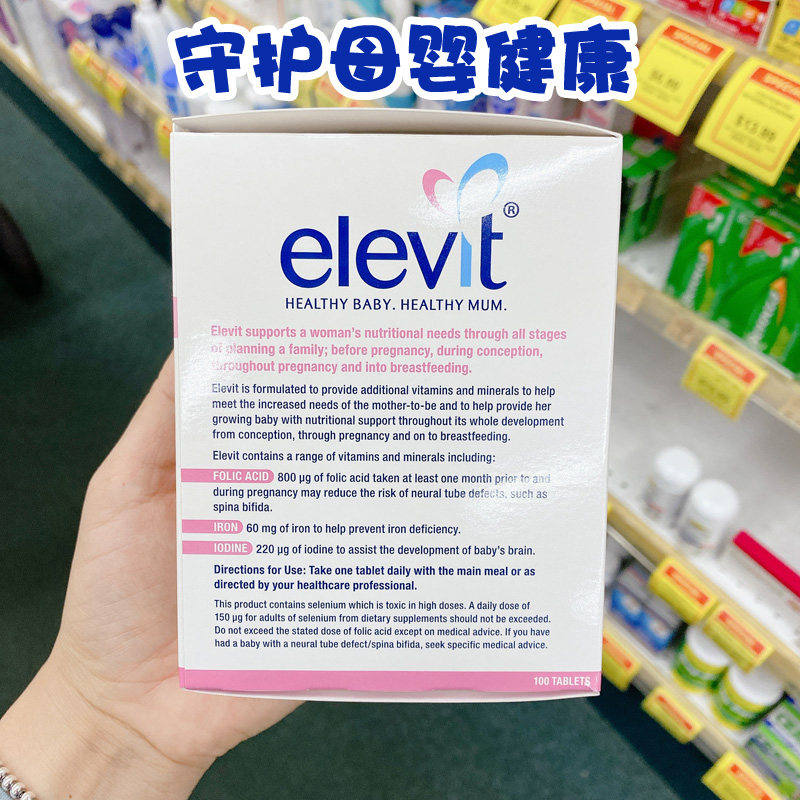 守护母婴健康
elevit®
HEALTHY BABY. HEALTHY MUM.
Elevit supports a woman's nutritional needs through all stages
of planning a family; before pregnancy, during conception,
throughout pregnancy and into breastfeeding.
Elevit is formulated to provide additional vitamins and minerals to help
meet the increased needs of the mother-to-be and to help provide her
growing baby with nutritional support throughout its whole development
from conception, through pregnancy and on to breastfeeding.
Elevit contains a range of vitamins and minerals including:
FOLIC ACID 800 µg of folic acid taken at least one month prior to and
during pregnancy may reduce the risk of neural tube defects, such as
spina bifida.
IRON 60 mg of iron to help prevent iron deficiency.
IODINE 220 µg of iodine to assist the development of baby's brain.
Directions for Use: Take one tablet daily with the main meal or as
directed by your healthcare professional.
This product contains selenium which is toxic in high doses. A daily dose of
150 µg for adults of selenium from dietary supplements should not be exceeded.
Do not exceed the stated dose of folic acid except on medical advice. If you have
had a baby with a neural tube defect/spina bifida, seek specific medical advice.
100 TABLETS
SPECIAL
SPECIAL